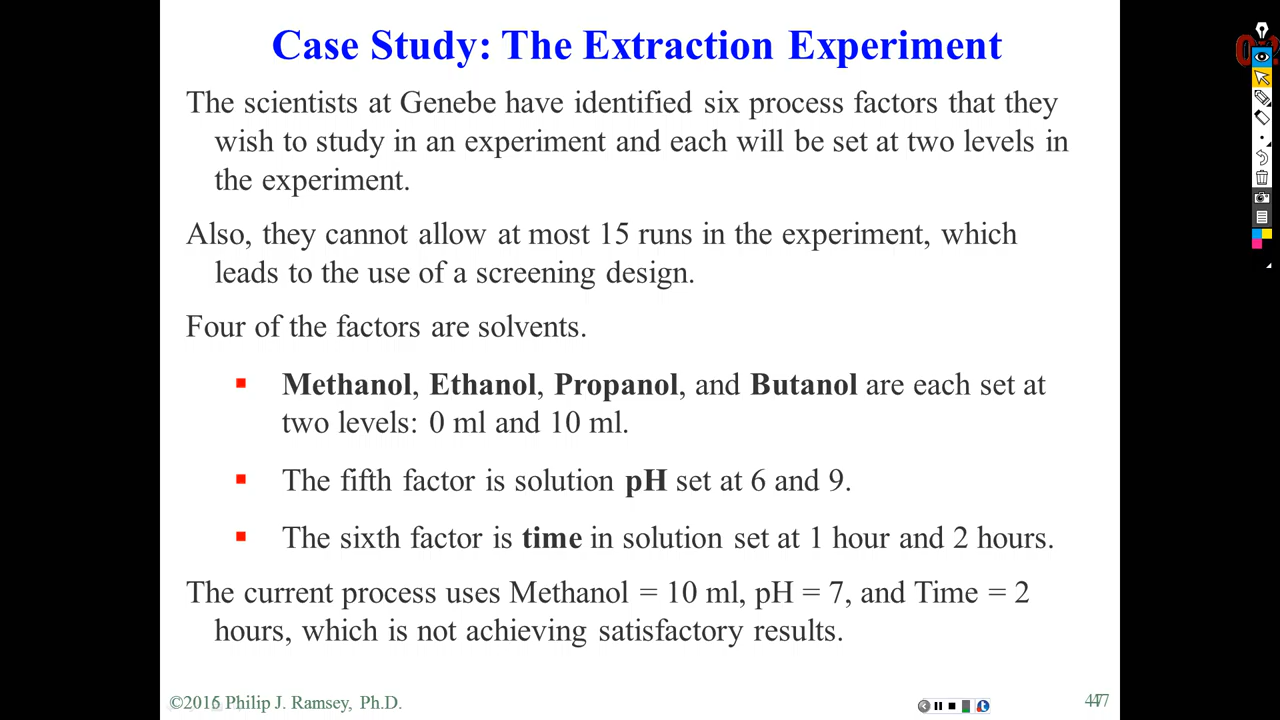 Case Study: The Extraction Experiment
The scientists at Genebe have identified six process factors that they
wish to study in an experiment and each will be set at two levels in
the experiment.
Also, they cannot allow at most 15 runs in the experiment, which
leads to the use of a screening design.
Four of the factors are solvents.
Methanol, Ethanol, Propanol, and Butanol are each set at
two levels: 0 ml and 10 ml.
The fifth factor is solution pH set at 6 and 9.
The sixth factor is time in solution set at 1 hour and 2 hours.
The current process uses Methanol = 10 ml, pH = 7, and Time = 2
hours, which is not achieving satisfactory results.
©2016 Philip J. Ramsey, Ph.D.